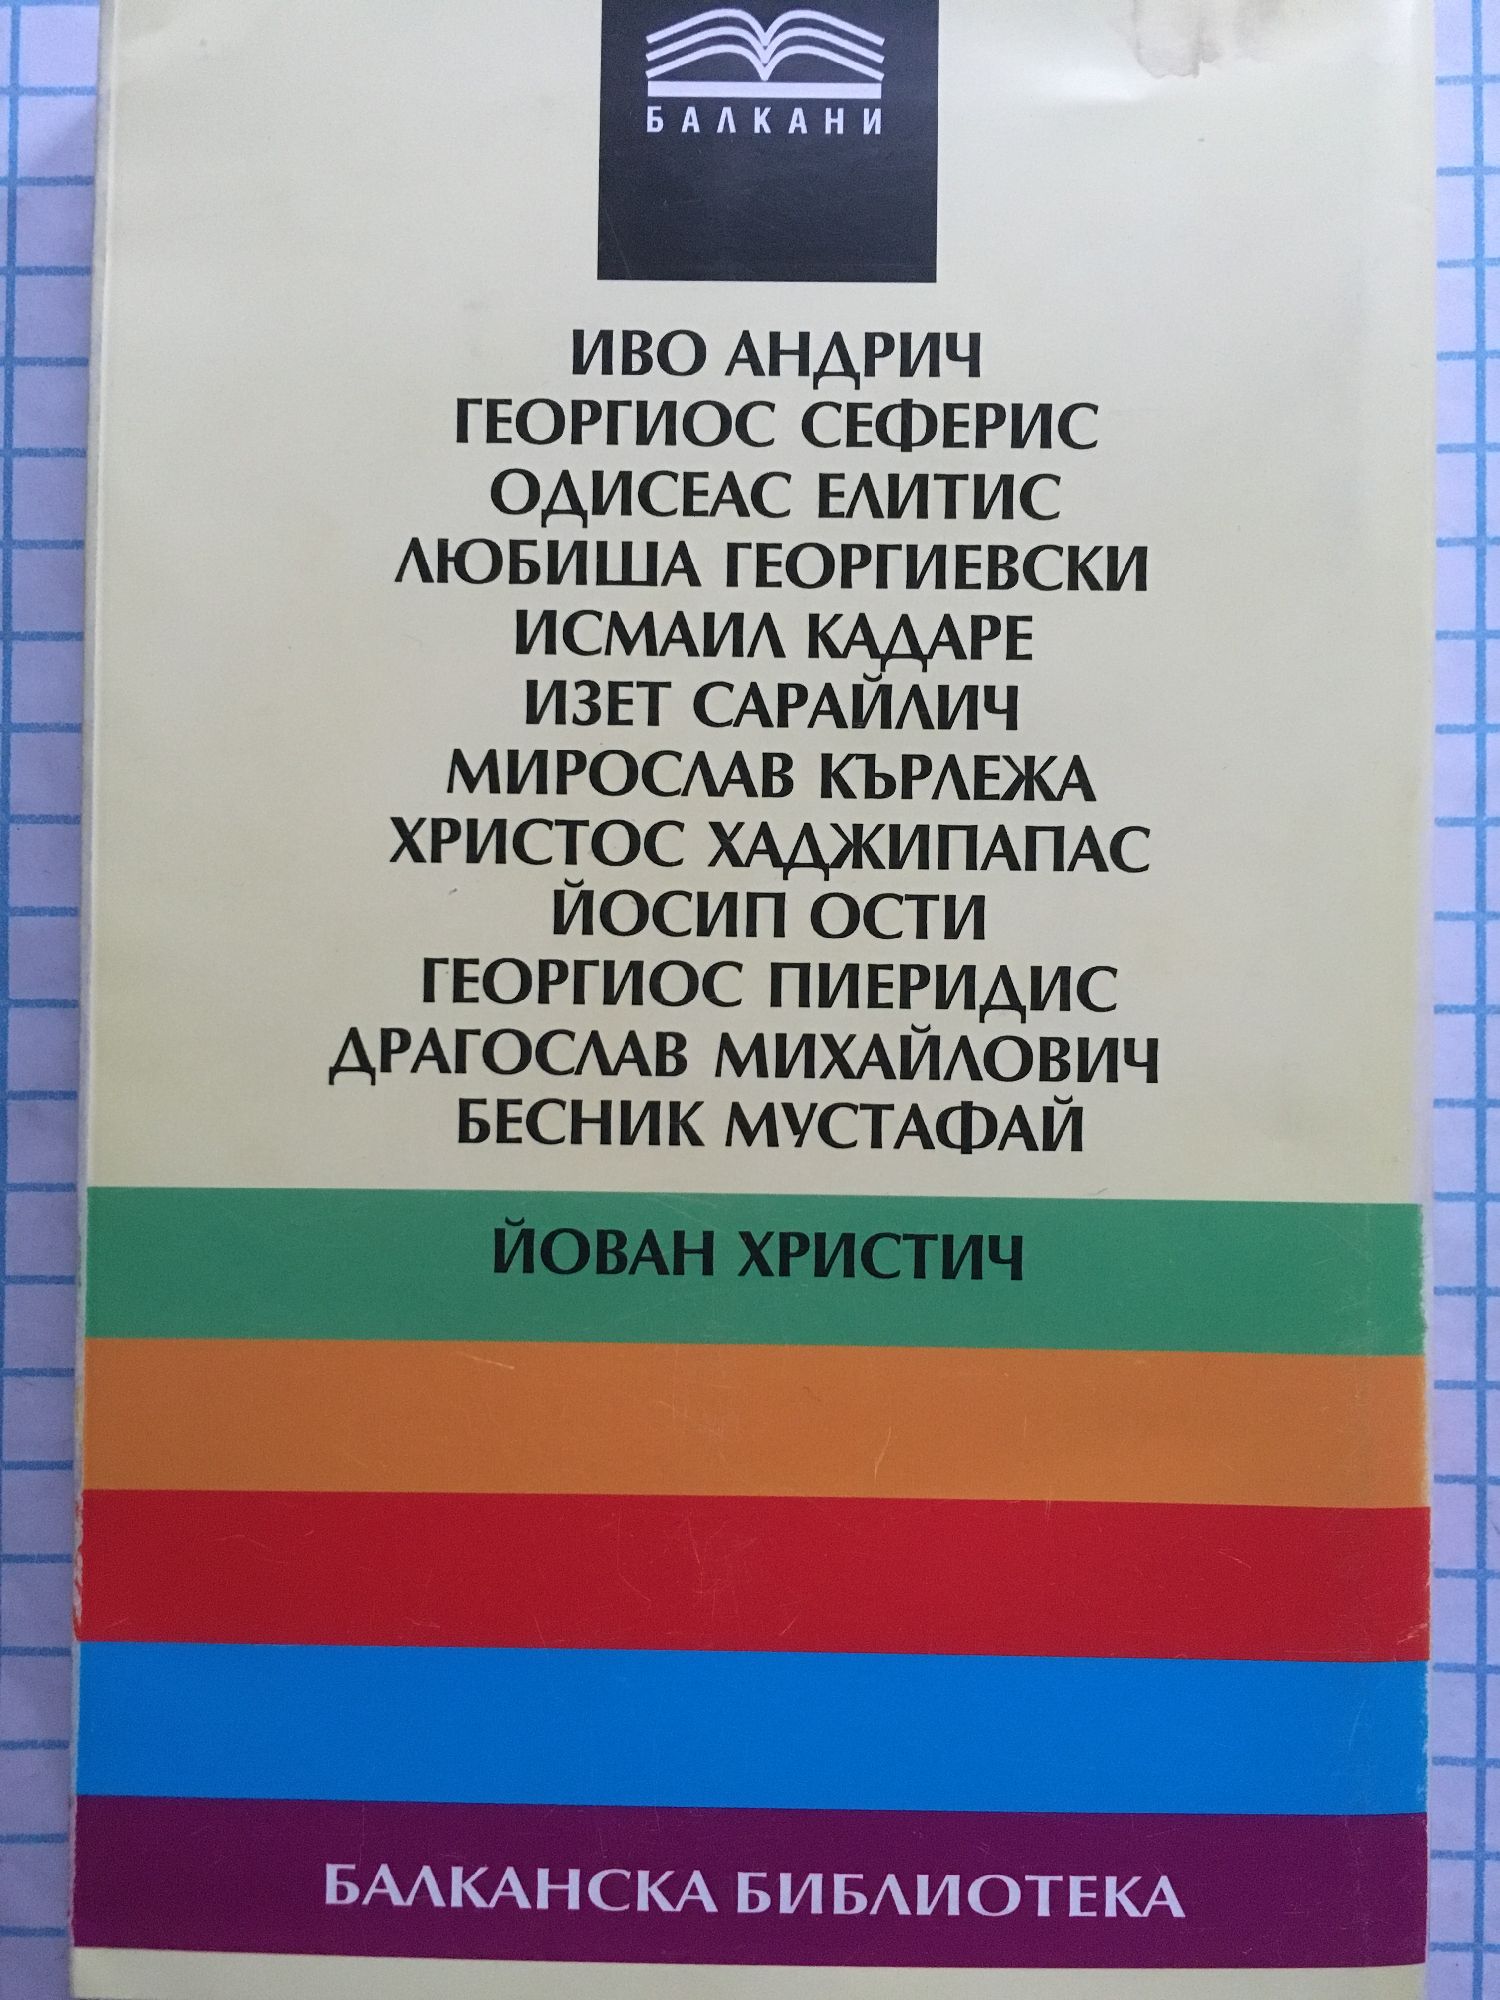 БАЛКАНИ
ИВО АНДРИЧ
ГЕОРГИОС СЕФЕРИС
ОДИСЕАС ЕЛИТИС
ЛЮБИША ГЕОРГИЕВСКИ
ИСМАИЛ КАДАРЕ
ИЗЕТ САРАЙЛИЧ
МИРОСЛАВ КЪРЛЕЖА
ХРИСТОС ХАДЖИПАПАС
ЙОСИП ОСТИ
ГЕОРГИОС ПИЕРИДИС
ДРАГОСЛАВ МИХАЙЛОВИЧ
БЕСНИК МУСТАФАЙ
ЙОВАН ХРИСТИЧ
БАЛКАНСКА БИБЛИОТЕКА